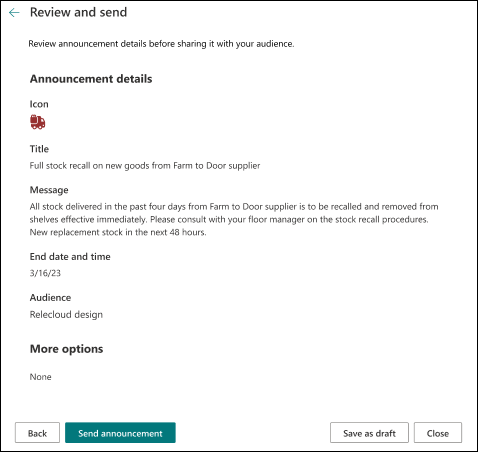 Review and send
Review announcement details before sharing it with your audience.
Announcement details
Icon
Title
Full stock recall on new goods from Farm to Door supplier
Message
All stock delivered in the past four days from Farm to Door supplier is to be recalled and removed from
shelves effective immediately. Please consult with your floor manager on the stock recall procedures.
New replacement stock in the next 48 hours.
End date and time
3/16/23
Audience
Relecloud design
More options
None
Back Send announcement Save as draft Close